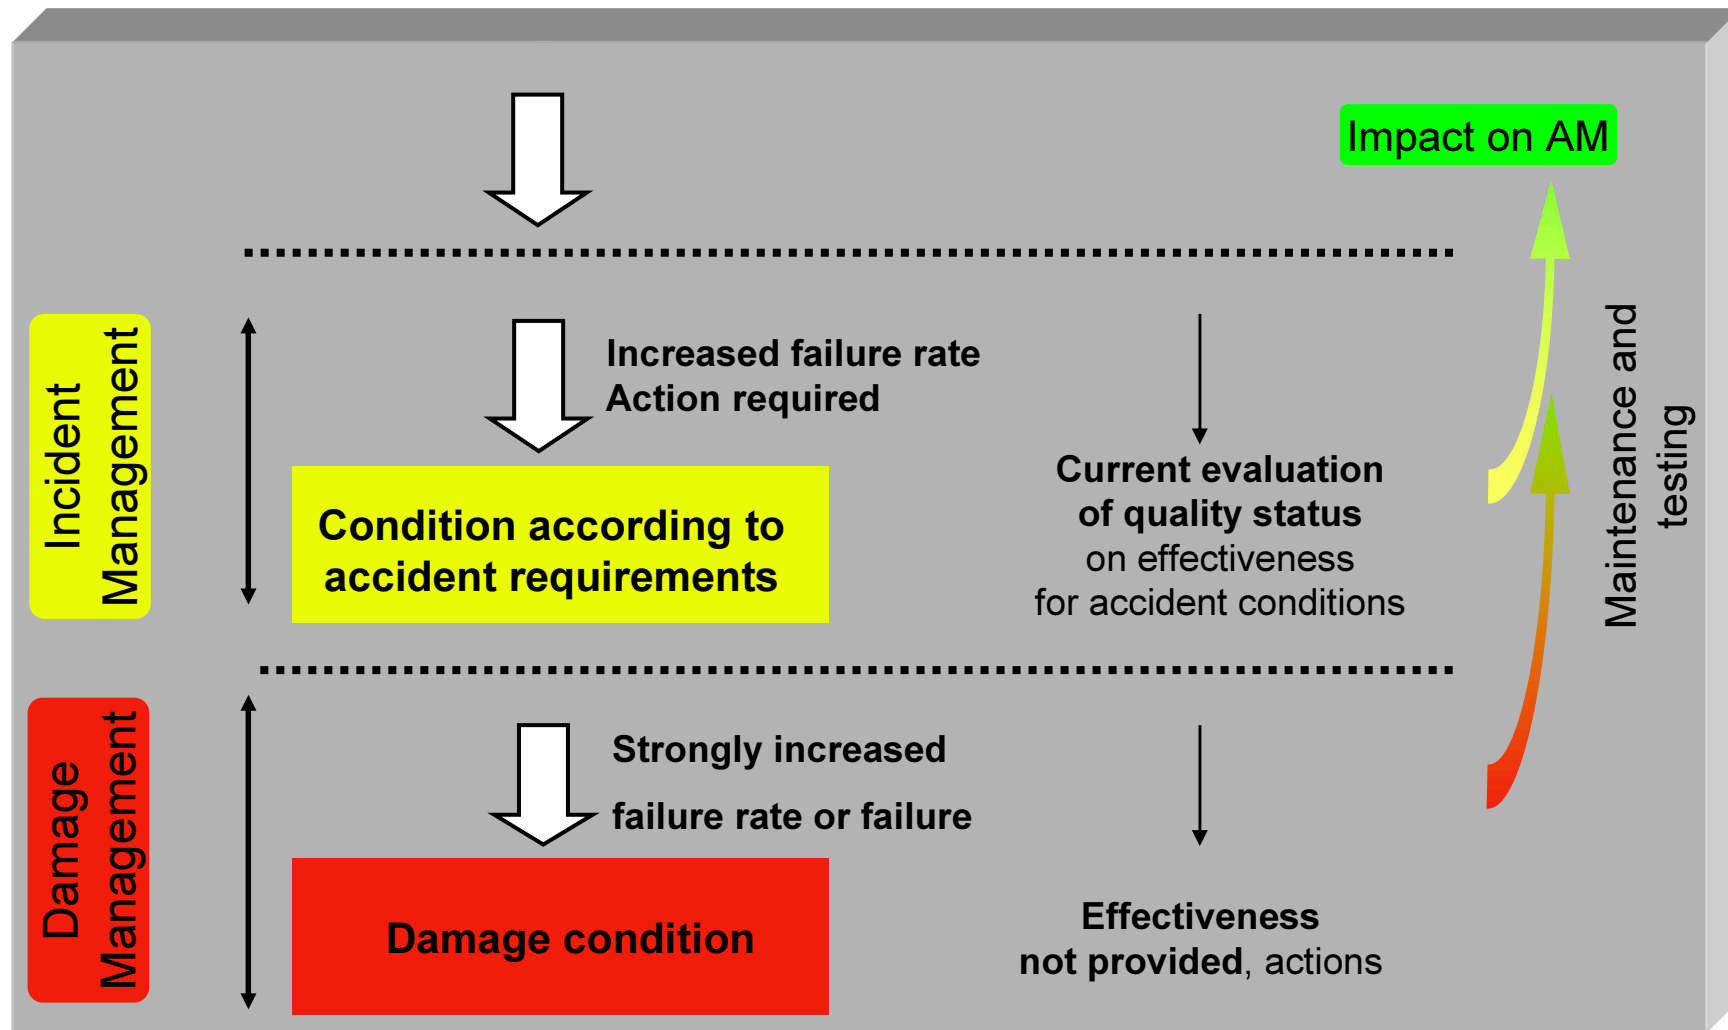 Impact on AM
Incident
Management
Increased failure rate
Action required
Condition according to
accident requirements
Current evaluation
of quality status
on effectiveness
for accident conditions
Maintenance and
testing
Damage
Management
Strongly increased
failure rate or failure
Damage condition
Effectiveness
not provided, actions